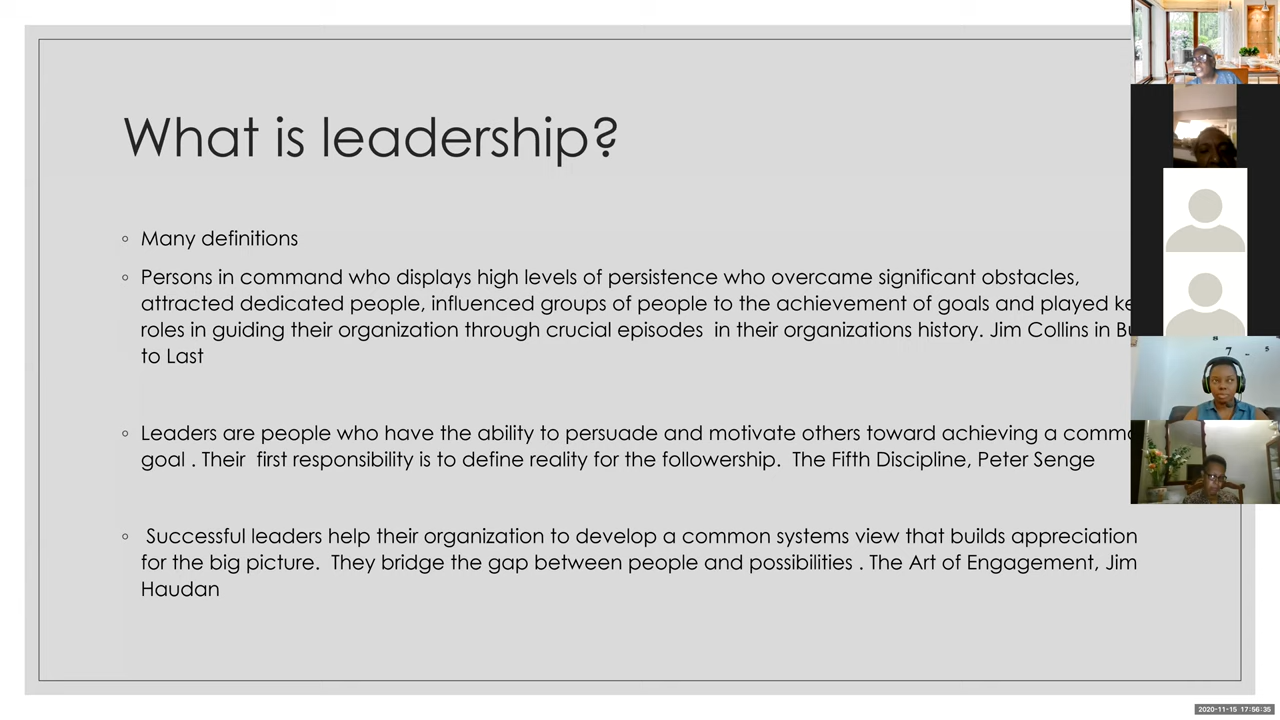 What is leadership?
Many definitions
Persons in command who displays high levels of persistence who overcame significant obstacles,
attracted dedicated people, influenced groups of people to the achievement of goals and played
roles in guiding their organization through crucial episodes in their organizations history. Jim Collins in
to Last
Leaders are people who have the ability to persuade and motivate others toward achieving a
goal . Their first responsibility is to define reality for the followership. The Fifth Discipline, Peter Senge
Successful leaders help their organization to develop a common systems view that builds appreciation
for the big picture. They bridge the gap between people and possibilities . The Art of Engagement, Jim
Haudan
7
5
2020-11-15 17:56:35